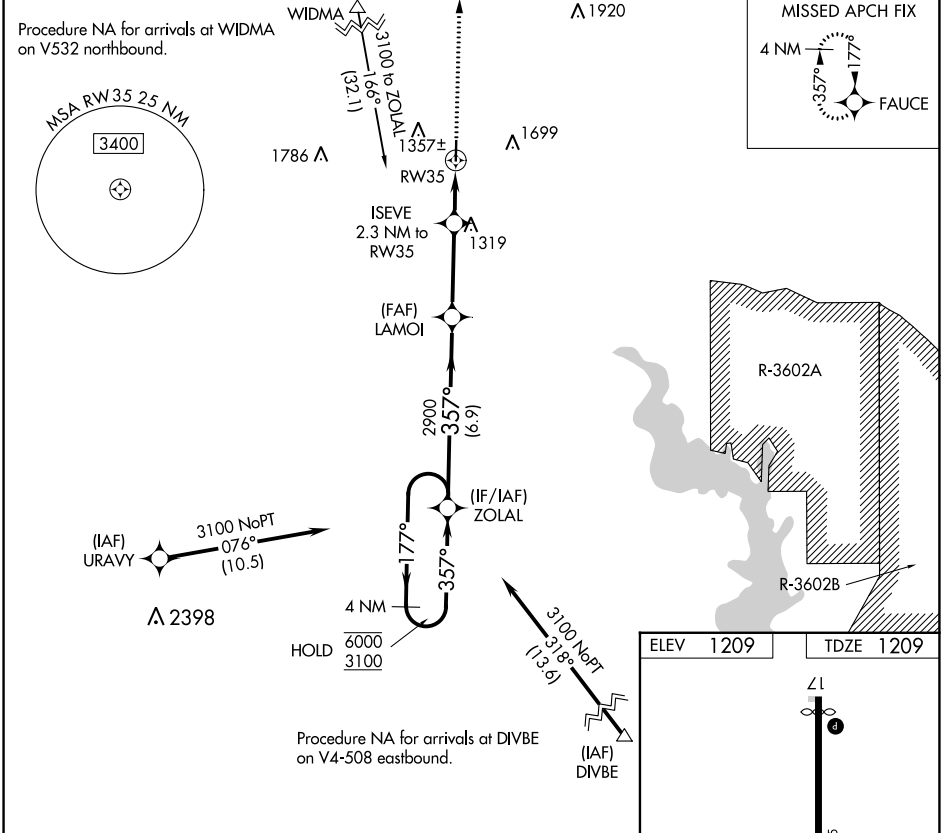 Procedure NA for arrivals at WIDMA
on V532 northbound.
WIDMA
3100 to ZOLAL
166°
(32.1)
1920
MISSED APCH FIX
4 NM
357°
177°
FAUCE
MSA RW35 25 NM
3400
1786
1357±
1699
RW35
ISEVE
2.3 NM to
RW35
1319
(FAF)
LAMOI
2900
357°
(6.9)
R-3602A
(IF/IAF)
ZOLAL
(IAF)
URAVY
3100 NoPT
076°
(10.5)
177°
357°
2398
4 NM
HOLD
6000
3100
3100 NoPT
318°
(13.6)
R-3602B
Procedure NA for arrivals at DIVBE
on V4-508 eastbound.
(IAF)
DIVBE
ELEV 1209
TDZE 1209
17
P